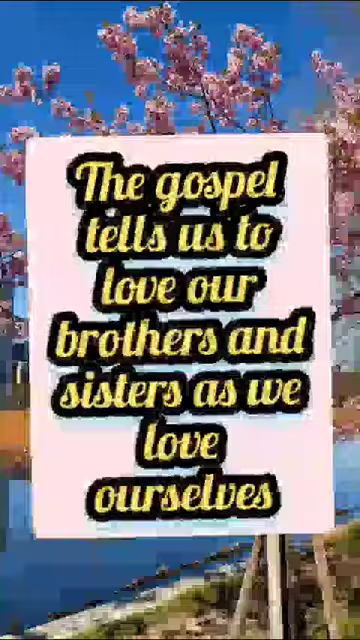 The gospel
tells us to
love our
brothers and
sisters as we
love
ourselves